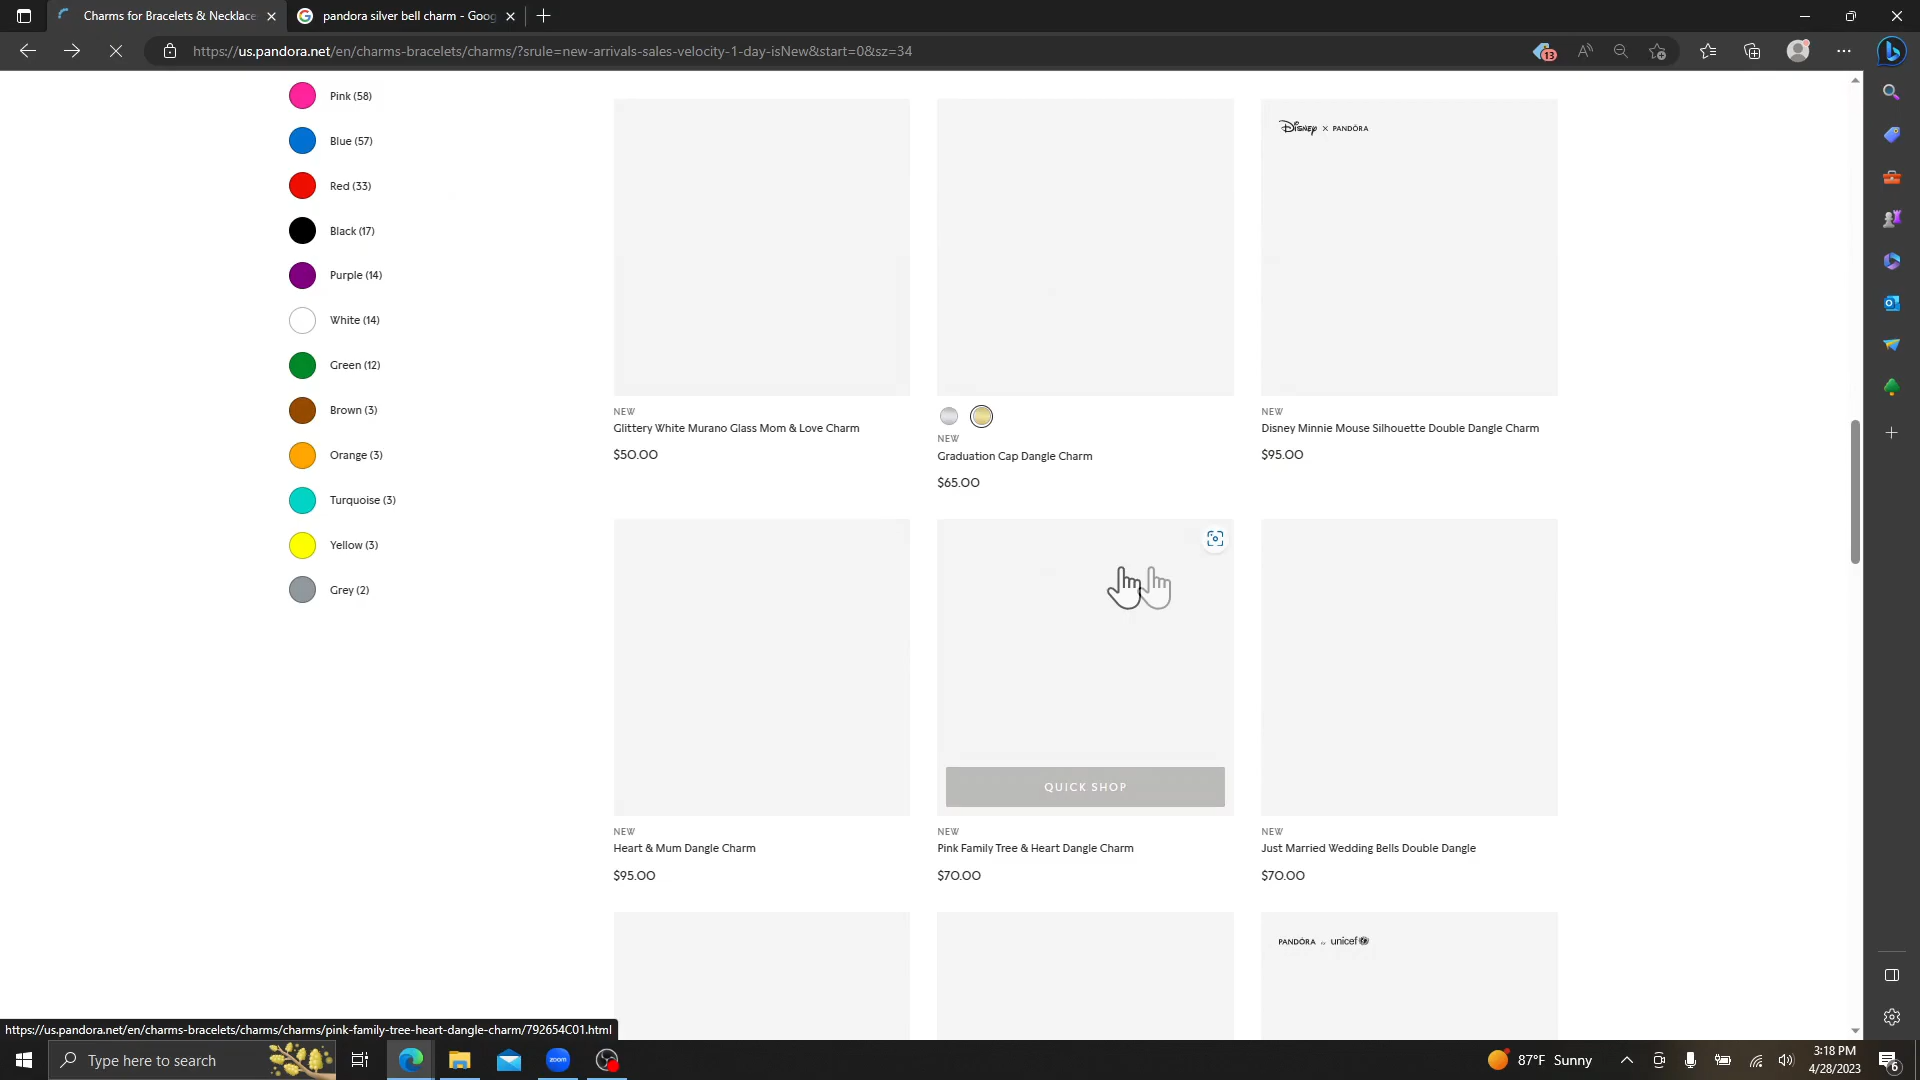 Charms for Bracelets & Necklace
pandora silver bell charm - Goog
https://us.pandora.net/en/charms-bracelets/charms/?srule=new-arrivals-sales-velocity-1-day-isNew&start=0&sz=34
13
Pink (58)
Blue (57)
Red (33)
Black (17)
Purple (14)
White (14)
Green (12)
Brown (3)
Orange (3)
Turquoise (3)
Yellow (3)
Grey (2)
Disney × PANDÖRA
NEW
Glittery White Murano Glass Mom & Love Charm
$50.00
NEW
Graduation Cap Dangle Charm
$65.00
NEW
Disney Minnie Mouse Silhouette Double Dangle Charm
$95.00
QUICK SHOP
NEW
Heart & Mum Dangle Charm
$95.00
NEW
Pink Family Tree & Heart Dangle Charm
$70.00
NEW
Just Married Wedding Bells Double Dangle
$70.00
PANDÖRA unicef
https://us.pandora.net/en/charms-bracelets/charms/charms/pink-family-tree-heart-dangle-charm/792654C01.html
Type here to search
zoom
87°F Sunny
3:18 PM
4/28/2023
6